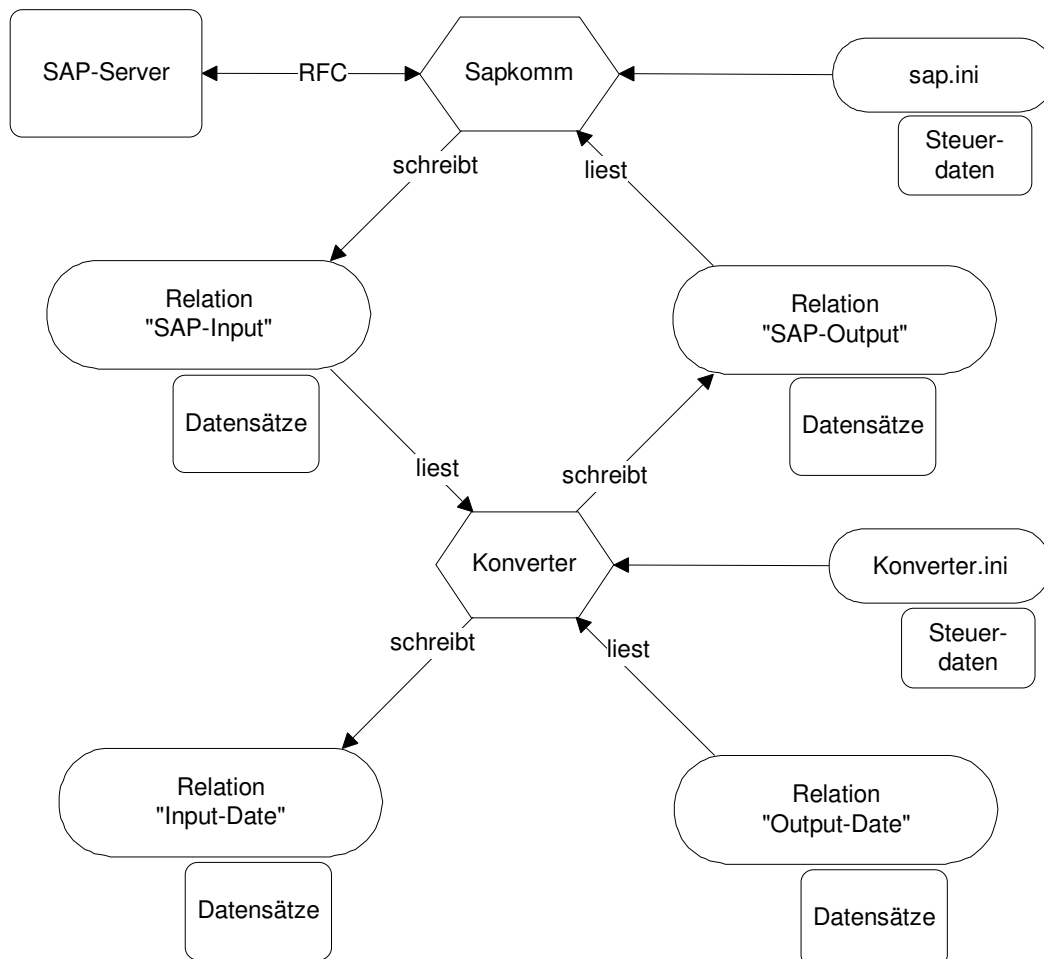 SAP-Server
RFC
Sapkomm
sap.ini
Steuer-
daten
schreibt
liest
Relation
"SAP-Input"
Relation
"SAP-Output"
Datensätze
Datensätze
liest
schreibt
Konverter
Konverter.ini
Steuer-
daten
schreibt
liest
Relation
"Input-Date"
Relation
"Output-Date"
Datensätze
Datensätze